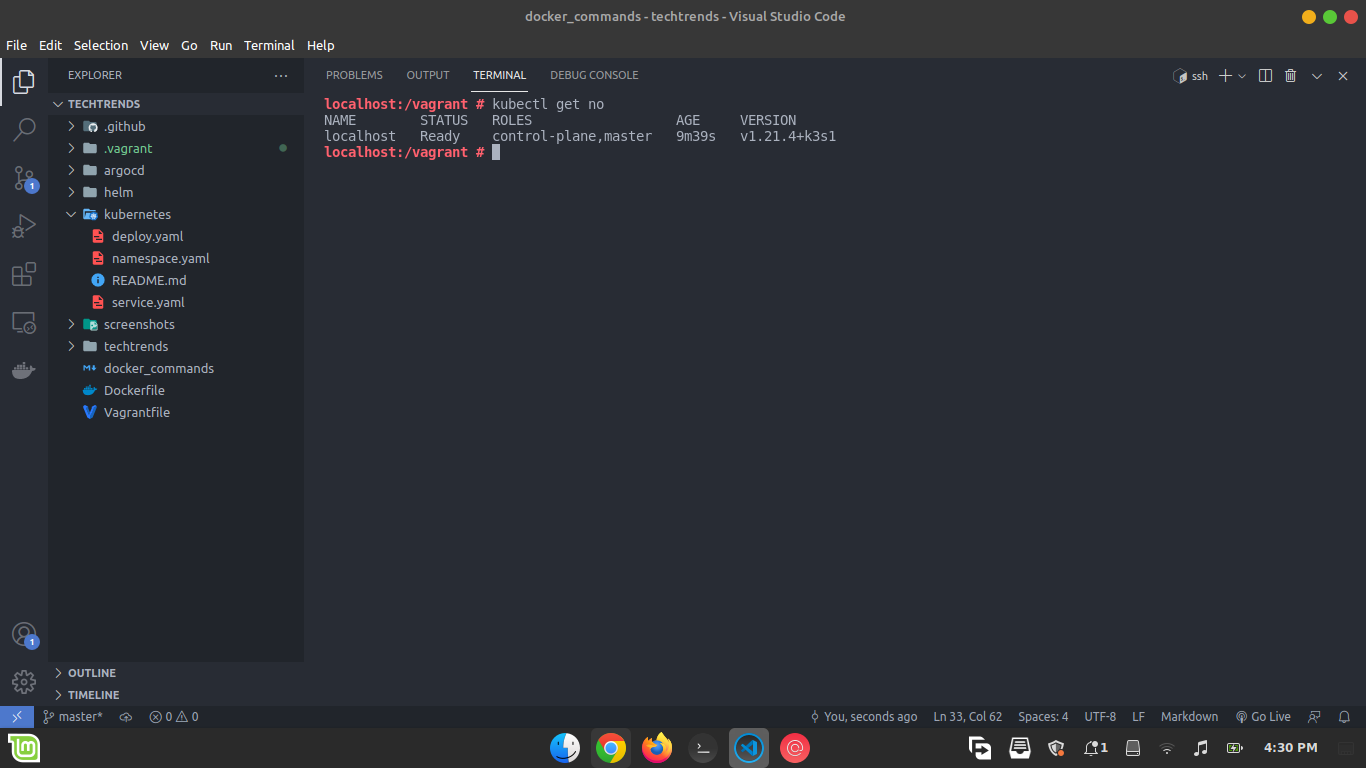 docker_commands - techtrends - Visual Studio Code
File Edit Selection View Go Run Terminal Help
EXPLORER
TECHTRENDS
.github
.vagrant
argocd
helm
kubernetes
deploy.yaml
namespace.yaml
README.md
service.yaml
screenshots
techtrends
docker_commands
Dockerfile
Vagrantfile
OUTLINE
TIMELINE
1
1
PROBLEMS OUTPUT TERMINAL DEBUG CONSOLE
ssh
localhost:/vagrant # kubectl get no
NAME STATUS ROLES AGE VERSION
localhost Ready control-plane,master 9m39s v1.21.4+k3s1
localhost:/vagrant #
master* 0 0 You, seconds ago Ln 33, Col 62 Spaces: 4 UTF-8 LF Markdown Go Live
1 4:30 PM